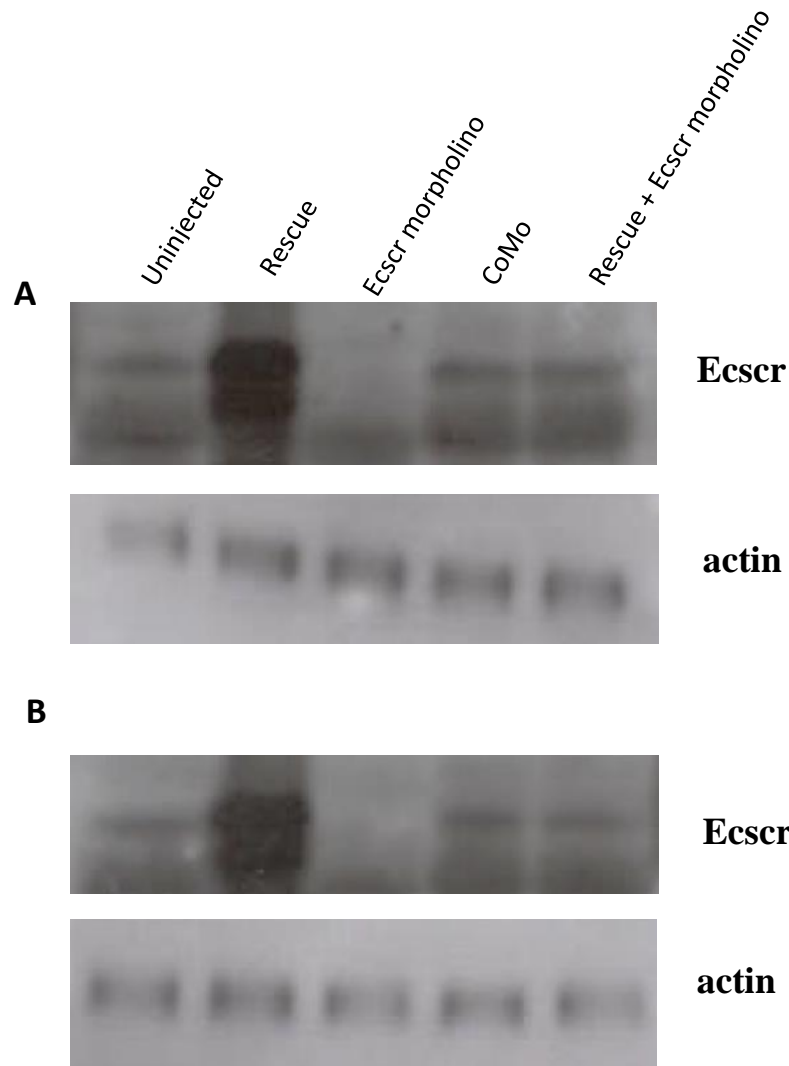 Uninjected
Rescue
Ecscr morpholino
CoMo
Rescue + Ecscr morpholino
A
Ecscr
actin
B
Ecscr
actin